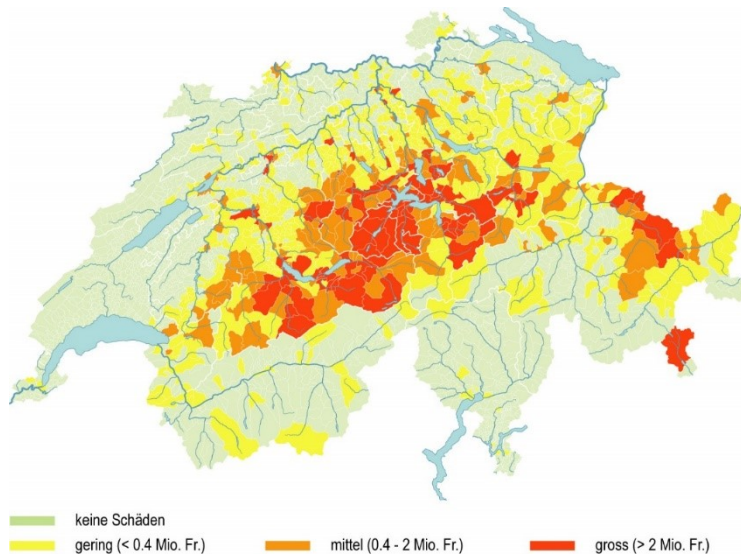 keine Schäden
gering (< 0.4 Mio. Fr.) mittel (0.4 - 2 Mio. Fr.) gross (> 2 Mio. Fr.)